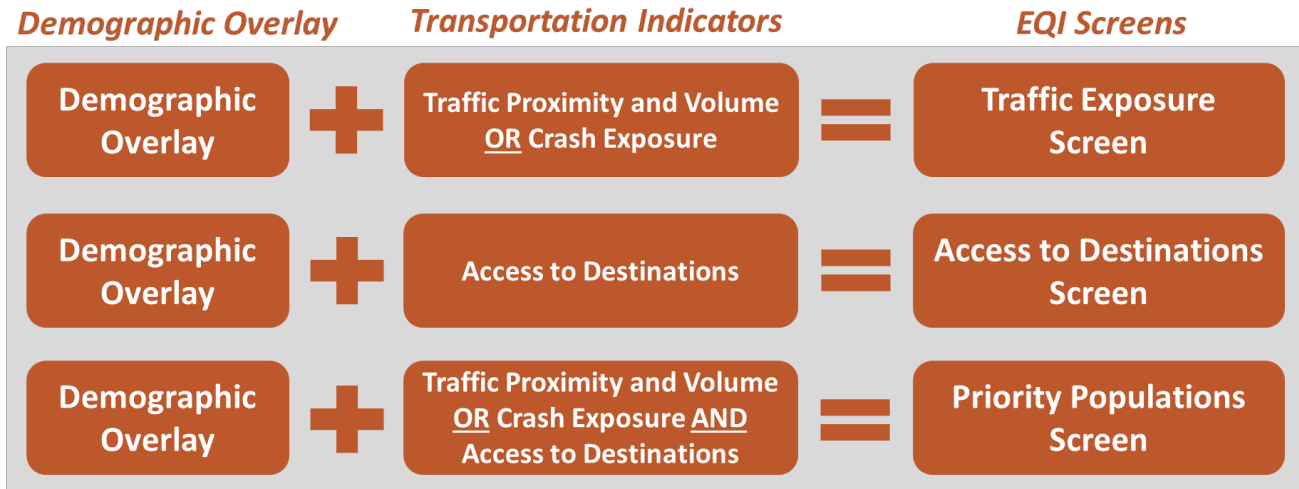 Demographic Overlay
Transportation Indicators
EQI Screens
Demographic
Overlay
+
Traffic Proximity and Volume
OR Crash Exposure
=
Traffic Exposure
Screen
Demographic
Overlay
+
Access to Destinations
=
Access to Destinations
Screen
Demographic
Overlay
+
Traffic Proximity and Volume
OR Crash Exposure AND
Access to Destinations
=
Priority Populations
Screen